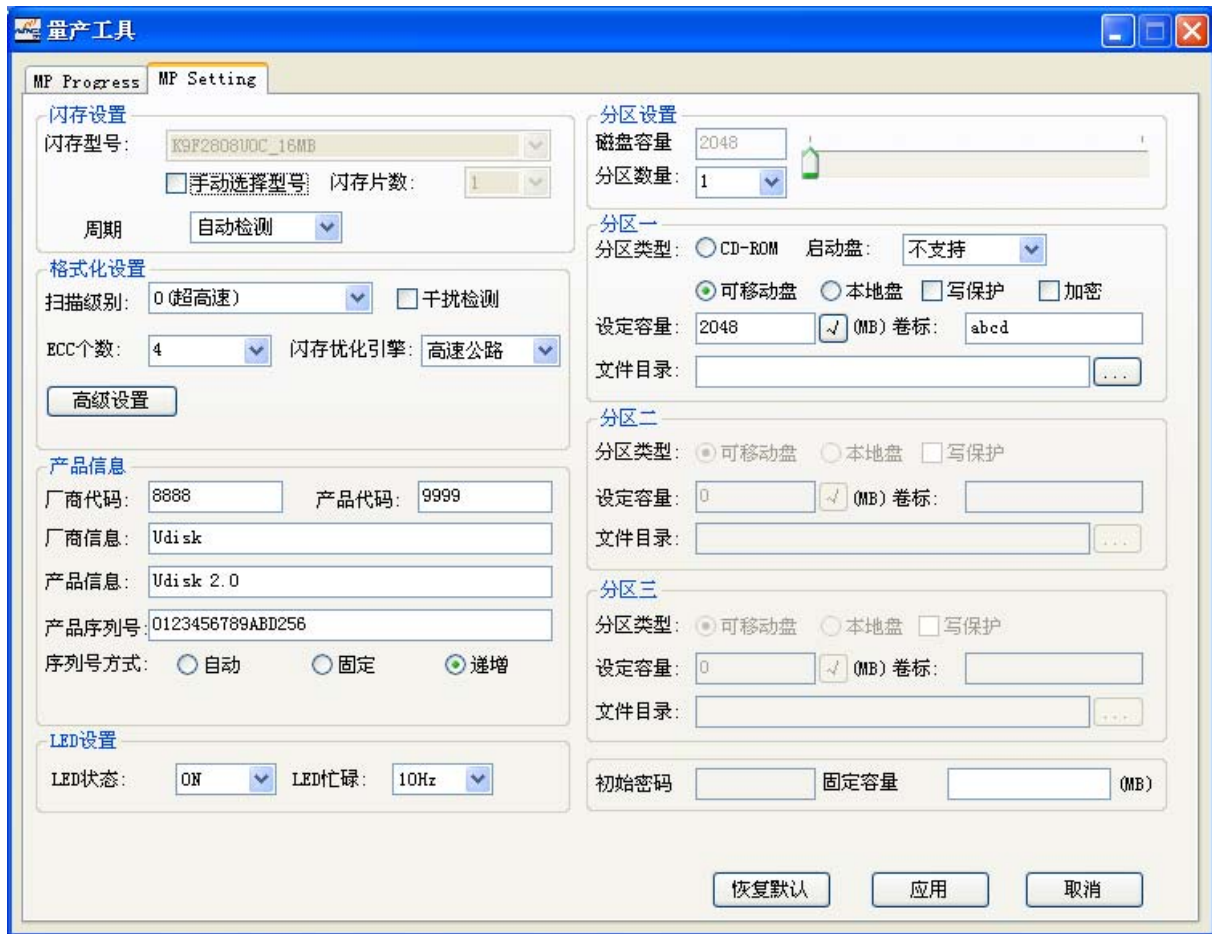 量产工具
MP Progress
MP Setting
闪存设置
闪存型号:
K9F2808U0C_16MB
手动选择型号
闪存片数:
1
周期
自动检测
格式化设置
扫描级别:
0(超高速)
干扰检测
ECC个数:
4
闪存优化引擎:
高速公路
高级设置
产品信息
厂商代码:
8888
产品代码:
9999
厂商信息:
Udisk
产品信息:
Udisk 2.0
产品序列号:
0123456789ABD256
序列号方式:
自动
固定
递增
LED设置
LED状态:
ON
LED忙碌:
10Hz
分区设置
磁盘容量
2048
分区数量:
1
分区一
分区类型:
CD-ROM
启动盘:
不支持
可移动盘
本地盘
写保护
加密
设定容量:
2048
√
(MB)
卷标:
abcd
文件目录:
...
分区二
分区类型:
可移动盘
本地盘
写保护
设定容量:
0
√
(MB)
卷标:
文件目录:
...
分区三
分区类型:
可移动盘
本地盘
写保护
设定容量:
0
√
(MB)
卷标:
文件目录:
...
初始密码
固定容量
(MB)
恢复默认
应用
取消